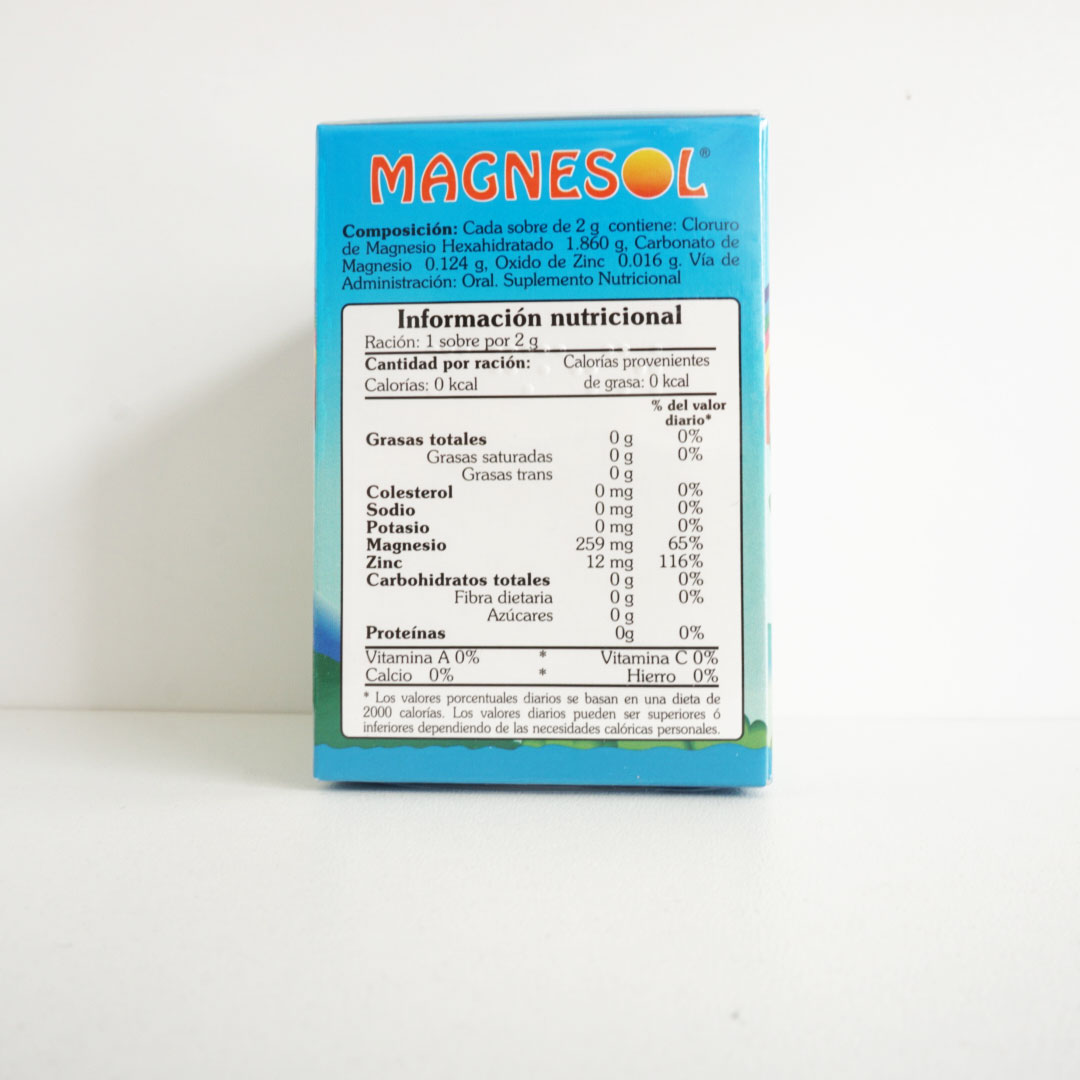 MAGNESOL®
Composición: Cada sobre de 2 g contiene: Cloruro
de Magnesio Hexahidratado 1.860 g, Carbonato de
Magnesio 0.124 g, Oxido de Zinc 0.016 g. Vía de
Administración: Oral. Suplemento Nutricional
Información nutricional
Ración: 1 sobre por 2 g
Cantidad por ración: Calorías provenientes
Calorías: 0 kcal de grasa: 0 kcal
% del valor
diario*
Grasas totales 0 g 0%
Grasas saturadas 0 g 0%
Grasas trans 0 g
Colesterol 0 mg 0%
Sodio 0 mg 0%
Potasio 0 mg 0%
Magnesio 259 mg 65%
Zinc 12 mg 116%
Carbohidratos totales 0 g 0%
Fibra dietaria 0 g 0%
Azúcares 0 g
Proteínas 0g 0%
Vitamina A 0% * Vitamina C 0%
Calcio 0% * Hierro 0%
* Los valores porcentuales diarios se basan en una dieta de
2000 calorías. Los valores diarios pueden ser superiores ó
inferiores dependiendo de las necesidades calóricas personales.